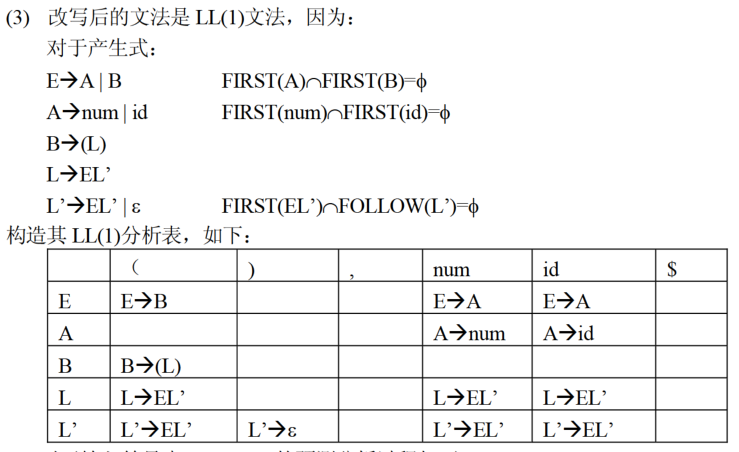 (3) 改写后的文法是 LL(1)文法，因为：
对于产生式：
E→A | B FIRST(A)∩FIRST(B)=ϕ
A→num | id FIRST(num)∩FIRST(id)=ϕ
B→(L)
L→EL’
L’→EL’ | ε FIRST(EL’)∩FOLLOW(L’)=ϕ
构造其 LL(1)分析表，如下：
（ ) , num id $
E E→B E→A E→A
A A→num A→id
B B→(L)
L L→EL’ L→EL’ L→EL’
L’ L’→EL’ L’→ε L’→EL’ L’→EL’